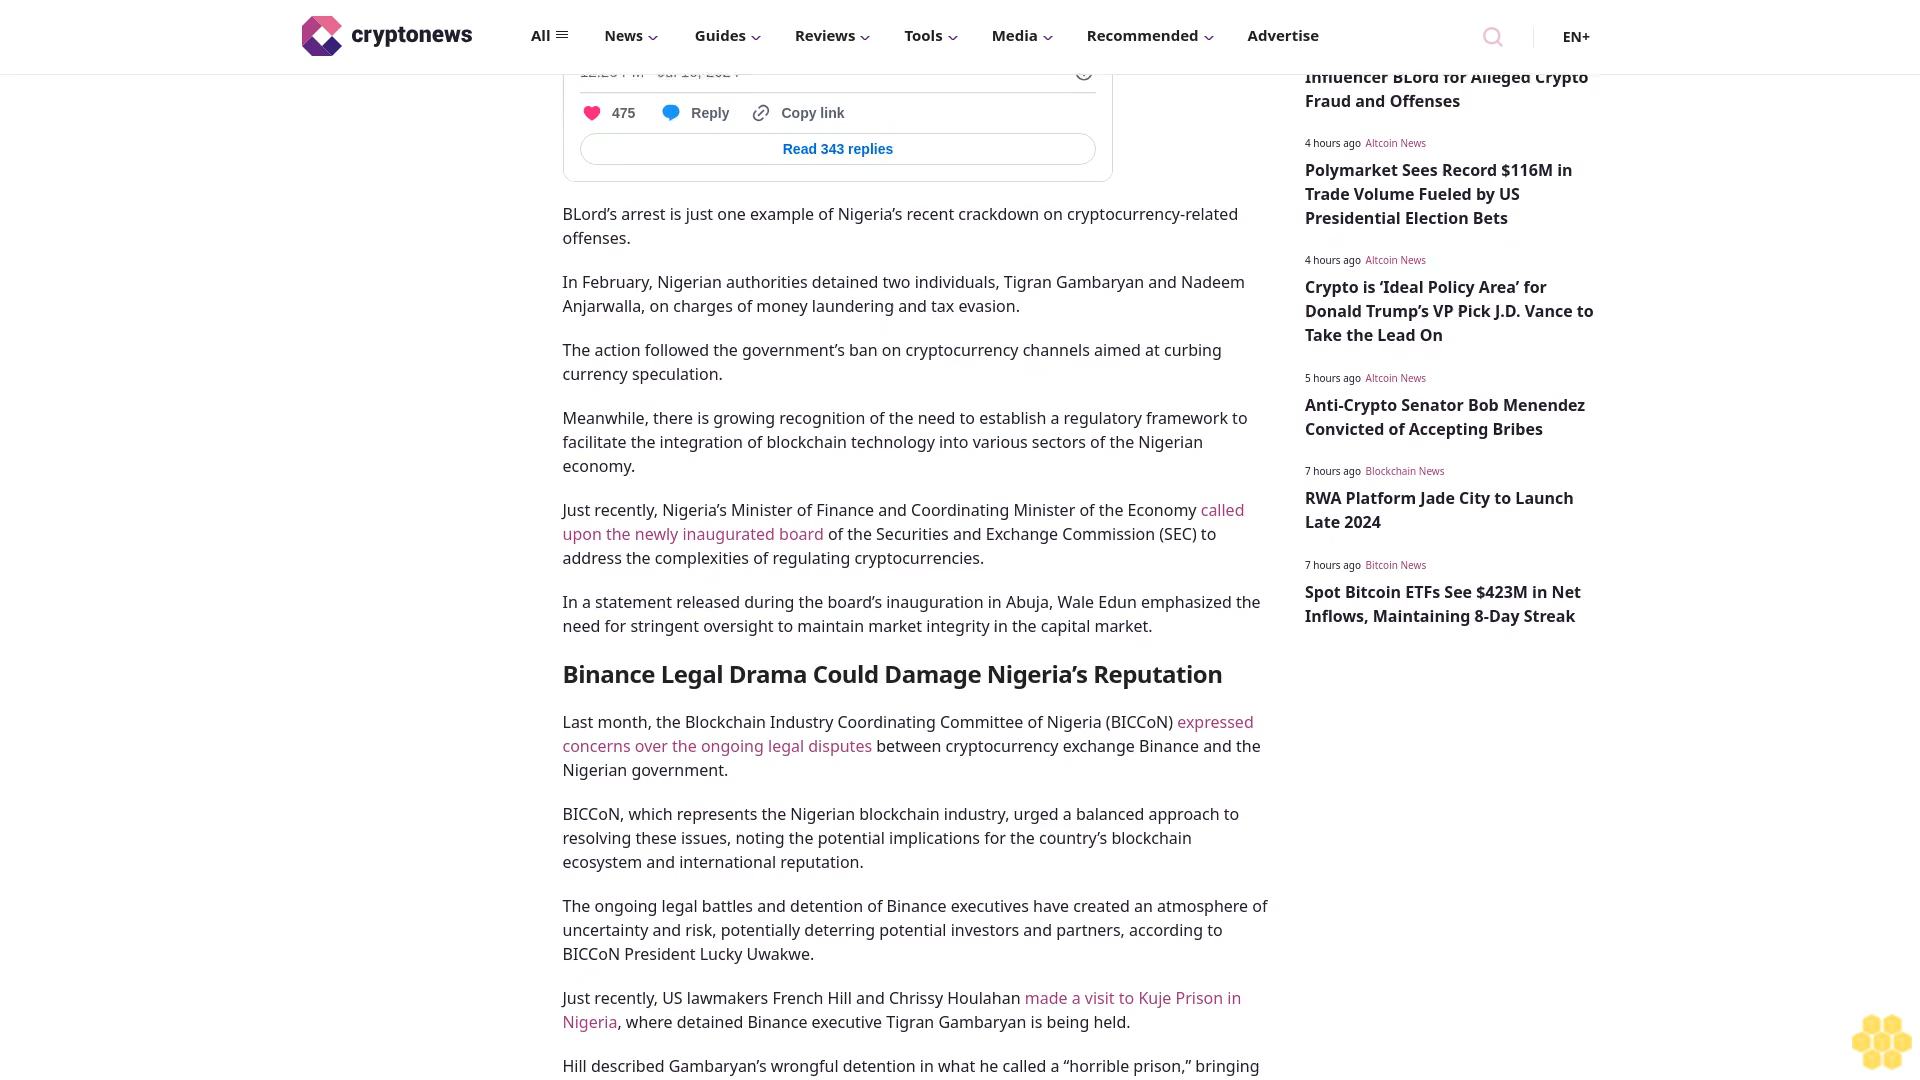 cryptonews
All
News
Guides
Reviews
Tools
Media
Recommended
Advertise
EN+
475
Reply
Copy link
Read 343 replies
BLord’s arrest is just one example of Nigeria’s recent crackdown on cryptocurrency-related
offenses.
In February, Nigerian authorities detained two individuals, Tigran Gambaryan and Nadeem
Anjarwalla, on charges of money laundering and tax evasion.
The action followed the government’s ban on cryptocurrency channels aimed at curbing
currency speculation.
Meanwhile, there is growing recognition of the need to establish a regulatory framework to
facilitate the integration of blockchain technology into various sectors of the Nigerian
economy.
Just recently, Nigeria’s Minister of Finance and Coordinating Minister of the Economy called
upon the newly inaugurated board of the Securities and Exchange Commission (SEC) to
address the complexities of regulating cryptocurrencies.
In a statement released during the board’s inauguration in Abuja, Wale Edun emphasized the
need for stringent oversight to maintain market integrity in the capital market.
Binance Legal Drama Could Damage Nigeria’s Reputation
Last month, the Blockchain Industry Coordinating Committee of Nigeria (BICCoN) expressed
concerns over the ongoing legal disputes between cryptocurrency exchange Binance and the
Nigerian government.
BICCoN, which represents the Nigerian blockchain industry, urged a balanced approach to
resolving these issues, noting the potential implications for the country’s blockchain
ecosystem and international reputation.
The ongoing legal battles and detention of Binance executives have created an atmosphere of
uncertainty and risk, potentially deterring potential investors and partners, according to
BICCoN President Lucky Uwakwe.
Just recently, US lawmakers French Hill and Chrissy Houlahan made a visit to Kuje Prison in
Nigeria, where detained Binance executive Tigran Gambaryan is being held.
Hill described Gambaryan’s wrongful detention in what he called a “horrible prison,” bringing
Influencer BLord for Alleged Crypto
Fraud and Offenses
4 hours ago Altcoin News
Polymarket Sees Record $116M in
Trade Volume Fueled by US
Presidential Election Bets
4 hours ago Altcoin News
Crypto is ‘Ideal Policy Area’ for
Donald Trump’s VP Pick J.D. Vance to
Take the Lead On
5 hours ago Altcoin News
Anti-Crypto Senator Bob Menendez
Convicted of Accepting Bribes
7 hours ago Blockchain News
RWA Platform Jade City to Launch
Late 2024
7 hours ago Bitcoin News
Spot Bitcoin ETFs See $423M in Net
Inflows, Maintaining 8-Day Streak